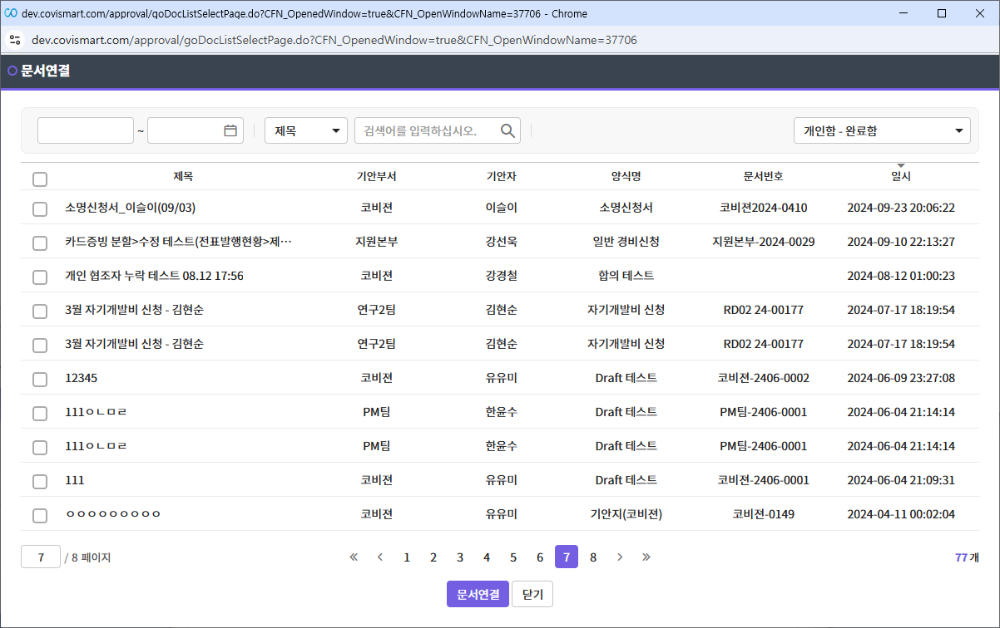 dev.covismart.com/approval/goDocListSelectPage.do?CFN_OpenedWindow=true&CFN_OpenWindowName=37706 - Chrome
dev.covismart.com/approval/goDocListSelectPage.do?CFN_OpenedWindow=true&CFN_OpenWindowName=37706
문서연결
~ 제목 검색어를 입력하십시오. 개인함 - 완료함
제목 기안부서 기안자 양식명 문서번호 일시
소명신청서_이슬이(09/03) 코비젼 이슬이 소명신청서 코비젼2024-0410 2024-09-23 20:06:22
카드증빙 분할>수정 테스트(전표발행현황>제… 지원본부 강선욱 일반 경비신청 지원본부-2024-0029 2024-09-10 22:13:27
개인 협조자 누락 테스트 08.12 17:56 코비젼 강경철 합의 테스트 2024-08-12 01:00:23
3월 자기개발비 신청 - 김현순 연구2팀 김현순 자기개발비 신청 RD02 24-00177 2024-07-17 18:19:54
3월 자기개발비 신청 - 김현순 연구2팀 김현순 자기개발비 신청 RD02 24-00177 2024-07-17 18:19:54
12345 코비젼 유유미 Draft 테스트 코비젼-2406-0002 2024-06-09 23:27:08
111ㅇㄴㅁㄹ PM팀 한윤수 Draft 테스트 PM팀-2406-0001 2024-06-04 21:14:14
111ㅇㄴㅁㄹ PM팀 한윤수 Draft 테스트 PM팀-2406-0001 2024-06-04 21:14:14
111 코비젼 유유미 Draft 테스트 코비젼-2406-0001 2024-06-04 21:09:31
ㅇㅇㅇㅇㅇㅇㅇㅇㅇ 코비젼 유유미 기안지(코비젼) 코비젼-0149 2024-04-11 00:02:04
7 / 8 페이지 « ‹ 1 2 3 4 5 6 7 8 › » 77 개
문서연결 닫기